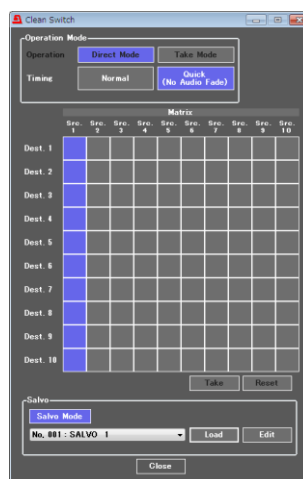 Clean Switch
Operation Mode
Operation Direct Mode Take Mode
Timing Normal Quick
(No Audio Fade)
Matrix
Src. Src. Src. Src. Src. Src. Src. Src. Src. Src.
1 2 3 4 5 6 7 8 9 10
Dest. 1
Dest. 2
Dest. 3
Dest. 4
Dest. 5
Dest. 6
Dest. 7
Dest. 8
Dest. 9
Dest. 10
Take Reset
Salvo
Salvo Mode
No. 001 : SALVO 1 Load Edit
Close